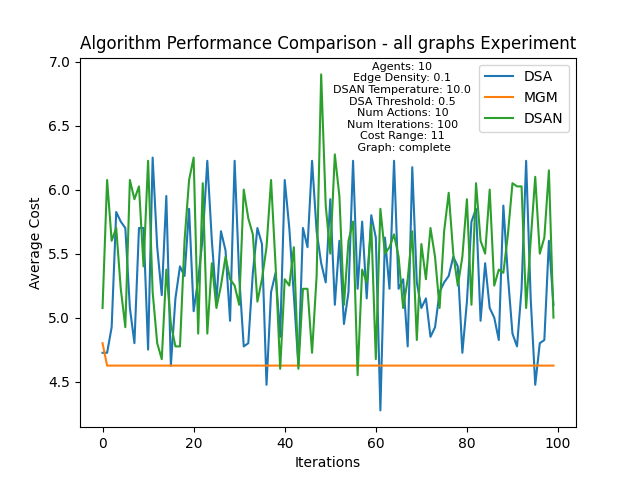 Algorithm Performance Comparison - all graphs Experiment
Agents: 10
Edge Density: 0.1
DSAN Temperature: 10.0
DSA Threshold: 0.5
Num Actions: 10
Num Iterations: 100
Cost Range: 11
Graph: complete
DSA
MGM
DSAN
7.0
6.5
6.0
5.5
5.0
4.5
Average Cost
0
20
40
60
80
100
Iterations